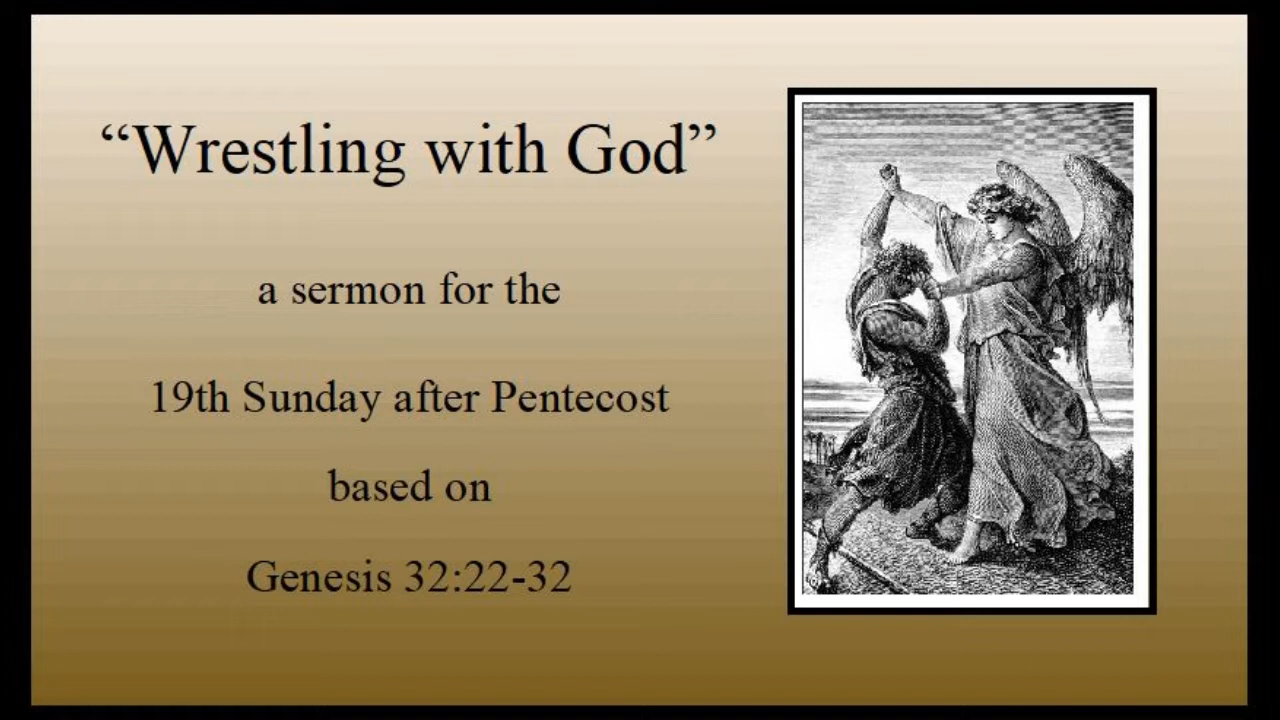 “Wrestling with God”
a sermon for the
19th Sunday after Pentecost
based on
Genesis 32:22-32